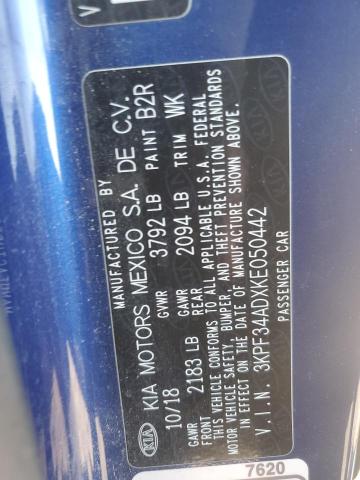 V
MANUFACTURED BY
KIA KIA MOTORS MEXICO S.A. DE C.V.
10/18 GVWR 3792 LB PAINT B2R
GAWR FRONT 2183 LB GAWR REAR 2094 LB TRIM WK
THIS VEHICLE CONFORMS TO ALL APPLICABLE U.S.A. FEDERAL
MOTOR VEHICLE SAFETY, BUMPER, AND THEFT PREVENTION STANDARDS
IN EFFECT ON THE DATE OF MANUFACTURE SHOWN ABOVE.
V.I.N. 3KPF34ADXKE050442
PASSENGER CAR
7620